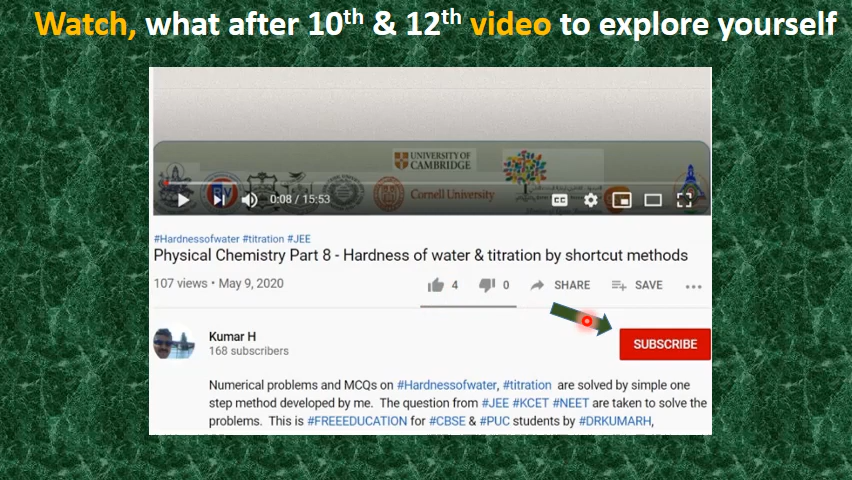 Watch, what after 10th & 12th video to explore yourself
UNIVERSITY OF
CAMBRIDGE
RV
Cornell University
0:08 / 15:53
CC
#Hardnessofwater #titration #JEE
Physical Chemistry Part 8 - Hardness of water & titration by shortcut methods
107 views • May 9, 2020
4 0 SHARE SAVE
Kumar H
168 subscribers
SUBSCRIBE
Numerical problems and MCQs on #Hardnessofwater, #titration are solved by simple one
step method developed by me. The question from #JEE #KCET #NEET are taken to solve the
problems. This is #FREEEDUCATION for #CBSE & #PUC students by #DRKUMARH,